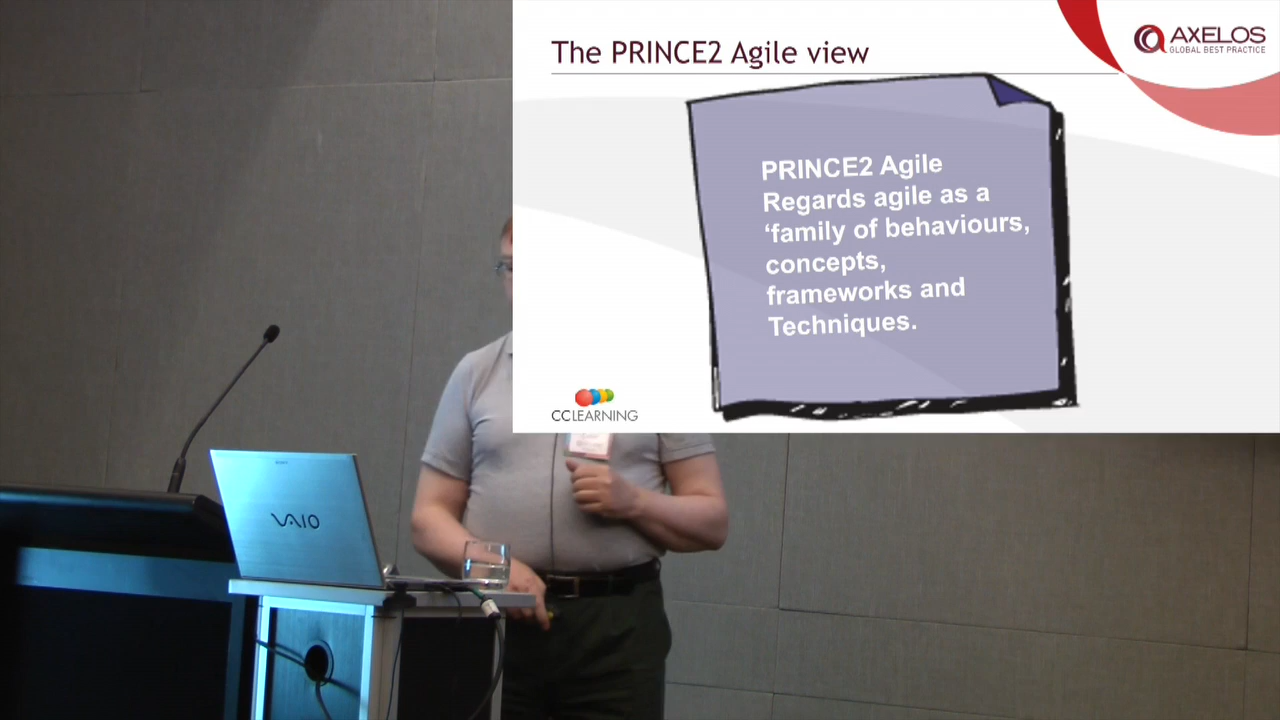 The PRINCE2 Agile view
AXELOS
GLOBAL BEST PRACTICE
PRINCE2 Agile
Regards agile as a
‘family of behaviours,
concepts,
frameworks and
Techniques.
CCLEARNING
VAIO